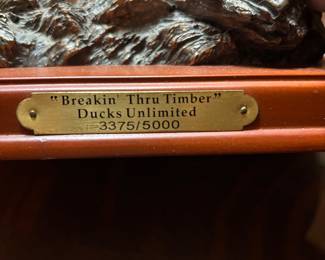 "Breakin' Thru Timber"
Ducks Unlimited
3375/5000